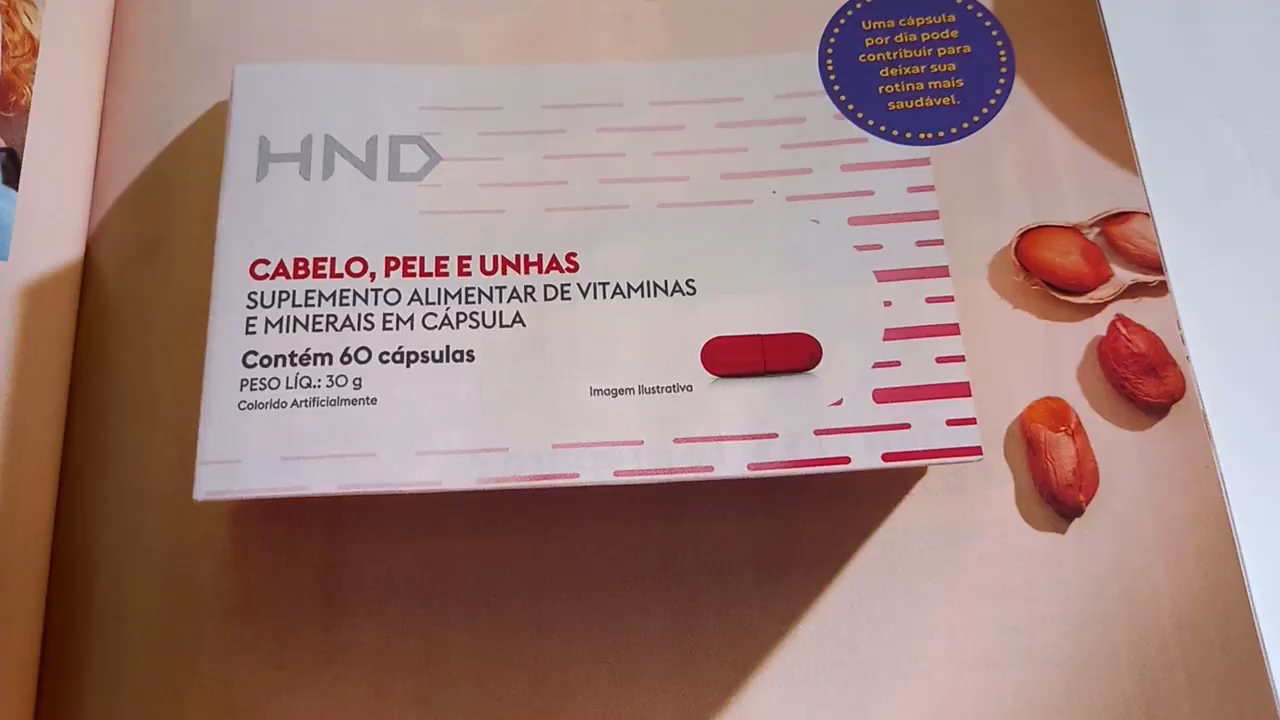 Uma cápsula
por dia pode
contribuir para
deixar sua
rotina mais
saudável.
HND
CABELO, PELE E UNHAS
SUPLEMENTO ALIMENTAR DE VITAMINAS
E MINERAIS EM CÁPSULA
Contém 60 cápsulas
PESO LÍQ.: 30 g
Colorido Artificialmente
Imagem Ilustrativa